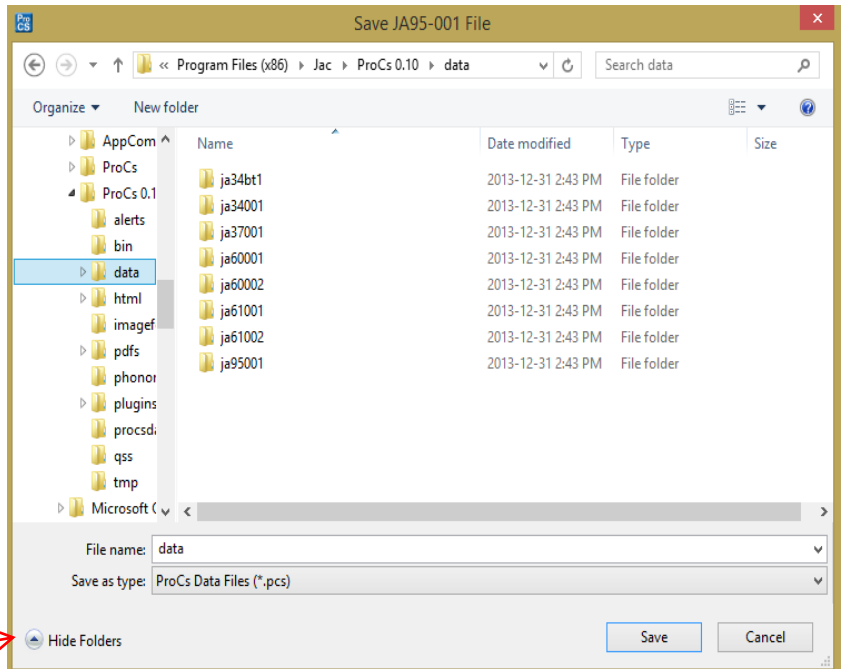 Pro
CS
Save JA95-001 File
« Program Files (x86) Jac ProCs 0.10 data
Search data
Organize New folder
Name Date modified Type Size
AppCom
ProCs
ProCs 0.1
alerts
bin
data
html
imagef
pdfs
phonor
plugins
procsd
qss
tmp
Microsoft
ja34bt1 2013-12-31 2:43 PM File folder
ja34001 2013-12-31 2:43 PM File folder
ja37001 2013-12-31 2:43 PM File folder
ja60001 2013-12-31 2:43 PM File folder
ja60002 2013-12-31 2:43 PM File folder
ja61001 2013-12-31 2:43 PM File folder
ja61002 2013-12-31 2:43 PM File folder
ja95001 2013-12-31 2:43 PM File folder
File name: data
Save as type: ProCs Data Files (*.pcs)
Hide Folders Save Cancel